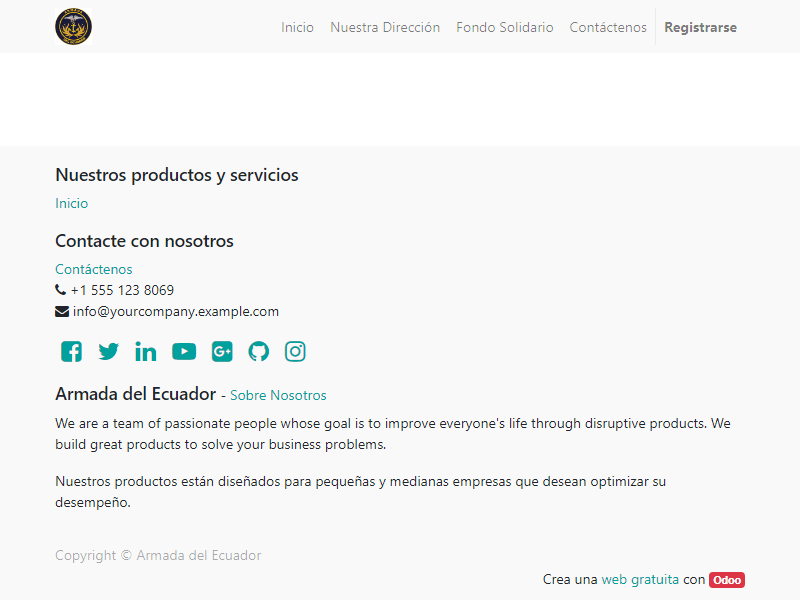 Inicio Nuestra Dirección Fondo Solidario Contáctenos Registrarse
Nuestros productos y servicios
Inicio
Contacte con nosotros
Contáctenos
+1 555 123 8069
info@yourcompany.example.com
Armada del Ecuador - Sobre Nosotros
We are a team of passionate people whose goal is to improve everyone's life through disruptive products. We
build great products to solve your business problems.
Nuestros productos están diseñados para pequeñas y medianas empresas que desean optimizar su
desempeño.
Copyright © Armada del Ecuador
Crea una web gratuita con Odoo